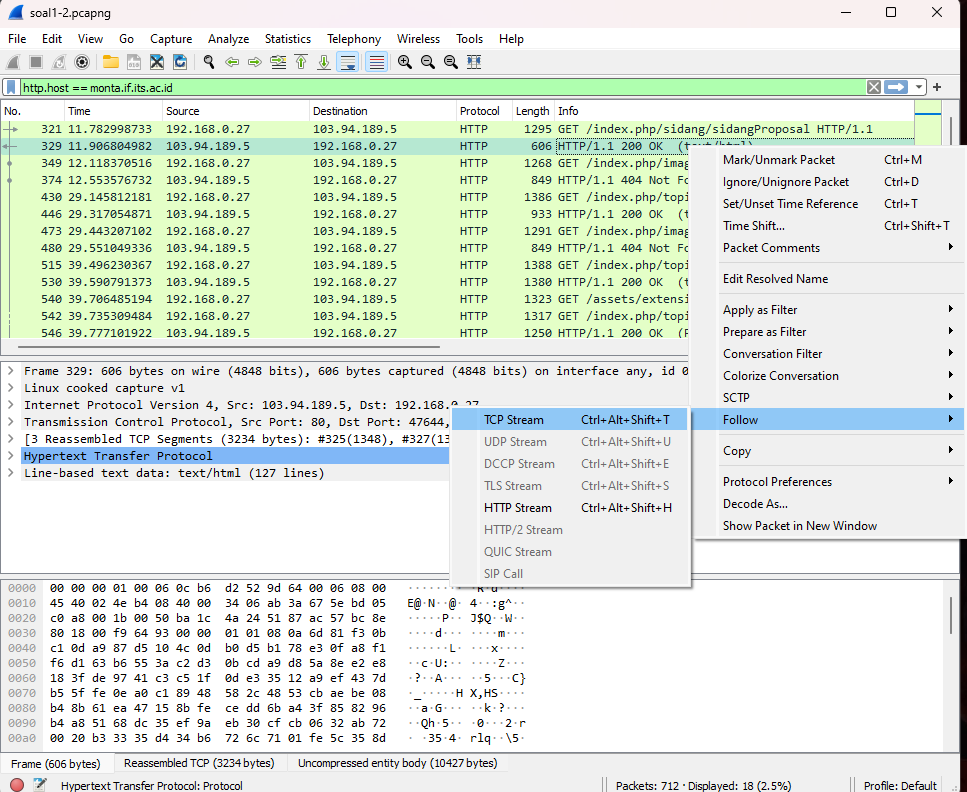 soal1-2.pcapng
File Edit View Go Capture Analyze Statistics Telephony Wireless Tools Help
http.host == monta.if.its.ac.id
No. Time Source Destination Protocol Length Info
321 11.782998733 192.168.0.27 103.94.189.5 HTTP 1295 GET /index.php/sidang/sidangProposal HTTP/1.1
329 11.906804982 103.94.189.5 192.168.0.27 HTTP 606 HTTP/1.1 200 OK (text/html)
349 12.118370516 192.168.0.27 103.94.189.5 HTTP 1268 GET /index.php/imag
374 12.553576732 103.94.189.5 192.168.0.27 HTTP 849 HTTP/1.1 404 Not Fo
430 29.145812181 192.168.0.27 103.94.189.5 HTTP 1386 GET /index.php/topi
446 29.317054871 103.94.189.5 192.168.0.27 HTTP 933 HTTP/1.1 200 OK (t
473 29.443207102 192.168.0.27 103.94.189.5 HTTP 1291 GET /index.php/imag
480 29.551049336 103.94.189.5 192.168.0.27 HTTP 849 HTTP/1.1 404 Not Fo
515 39.496230367 192.168.0.27 103.94.189.5 HTTP 1388 GET /index.php/topi
530 39.590791373 103.94.189.5 192.168.0.27 HTTP 1380 HTTP/1.1 200 OK (t
540 39.706485194 192.168.0.27 103.94.189.5 HTTP 1323 GET /assets/extensi
542 39.735309484 192.168.0.27 103.94.189.5 HTTP 1317 GET /index.php/topi
546 39.777101922 103.94.189.5 192.168.0.27 HTTP 1250 HTTP/1.1 200 OK (P
Mark/Unmark Packet Ctrl+M
Ignore/Unignore Packet Ctrl+D
Set/Unset Time Reference Ctrl+T
Time Shift... Ctrl+Shift+T
Packet Comments
Edit Resolved Name
Apply as Filter
Prepare as Filter
Conversation Filter
Colorize Conversation
SCTP
Follow
Copy
Protocol Preferences
Decode As...
Show Packet in New Window
TCP Stream Ctrl+Alt+Shift+T
UDP Stream Ctrl+Alt+Shift+U
DCCP Stream Ctrl+Alt+Shift+E
TLS Stream Ctrl+Alt+Shift+S
HTTP Stream Ctrl+Alt+Shift+H
HTTP/2 Stream
QUIC Stream
SIP Call
Frame 329: 606 bytes on wire (4848 bits), 606 bytes captured (4848 bits) on interface any, id 0
Linux cooked capture v1
Internet Protocol Version 4, Src: 103.94.189.5, Dst: 192.168.0.27
Transmission Control Protocol, Src Port: 80, Dst Port: 47644,
[3 Reassembled TCP Segments (3234 bytes): #325(1348), #327(13
Hypertext Transfer Protocol
Line-based text data: text/html (127 lines)
0000 00 00 00 01 00 06 0c b6 d2 52 9d 64 00 06 08 00 ·········R·d····
0010 45 40 02 4e b4 08 40 00 34 06 ab 3a 67 5e bd 05 E@·N··@·4··:g^··
0020 c0 a8 00 1b 00 50 ba 1c 4a 24 51 87 ac 57 bc 8e ·····P··J$Q··W··
0030 80 18 00 f9 64 93 00 00 01 01 08 0a 6d 81 f3 0b ····d·······m···
0040 c1 0d a9 87 d5 10 4c 0d b0 d5 b1 78 e3 0f a8 f1 ······L····x····
0050 f6 d1 63 b6 55 3a c2 d3 0b cd a9 d8 5a 8e e2 e8 ··c·U:······Z···
0060 18 3f de 97 41 c3 c5 1f 0d e3 35 12 a9 ef 43 7d ·?··A·····5···C}
0070 b5 5f fe 0e a0 c1 89 48 58 2c 48 53 cb ae be 08 ·_·····HX,HS····
0080 b4 8b 61 ea 47 15 8b fe ce dd 6b a4 3f 85 82 96 ··a·G·····k·?···
0090 b4 a8 51 68 dc 35 ef 9a eb 30 cf cb 06 32 ab 72 ··Qh·5···0···2·r
00a0 00 20 b3 33 35 d4 34 b6 72 6c 71 01 fe 5c 35 8d · ·35·4·rlq··\5·
Frame (606 bytes) Reassembled TCP (3234 bytes) Uncompressed entity body (10427 bytes)
Hypertext Transfer Protocol: Protocol Packets: 712 · Displayed: 18 (2.5%) Profile: Default